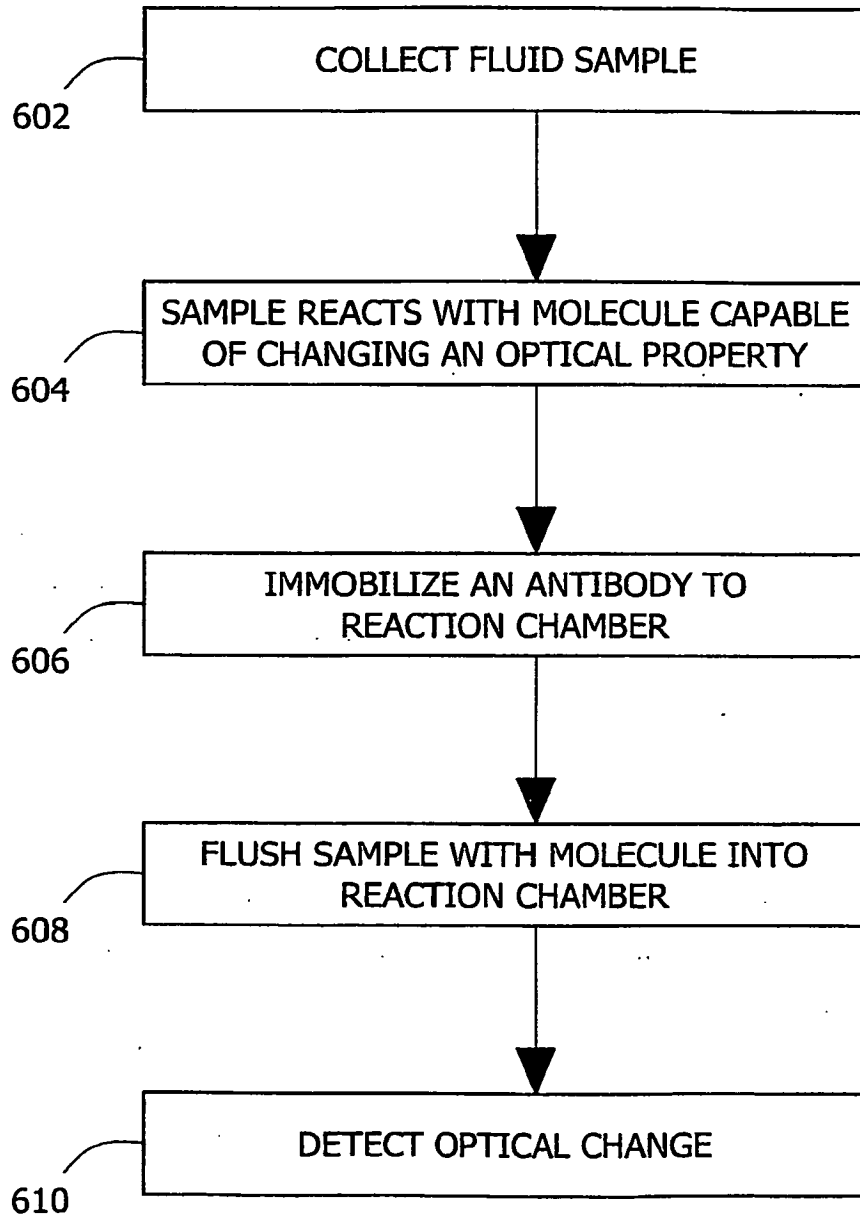 COLLECT FLUID SAMPLE
602
SAMPLE REACTS WITH MOLECULE CAPABLE
OF CHANGING AN OPTICAL PROPERTY
604
IMMOBILIZE AN ANTIBODY TO
REACTION CHAMBER
606
FLUSH SAMPLE WITH MOLECULE INTO
REACTION CHAMBER
608
DETECT OPTICAL CHANGE
610